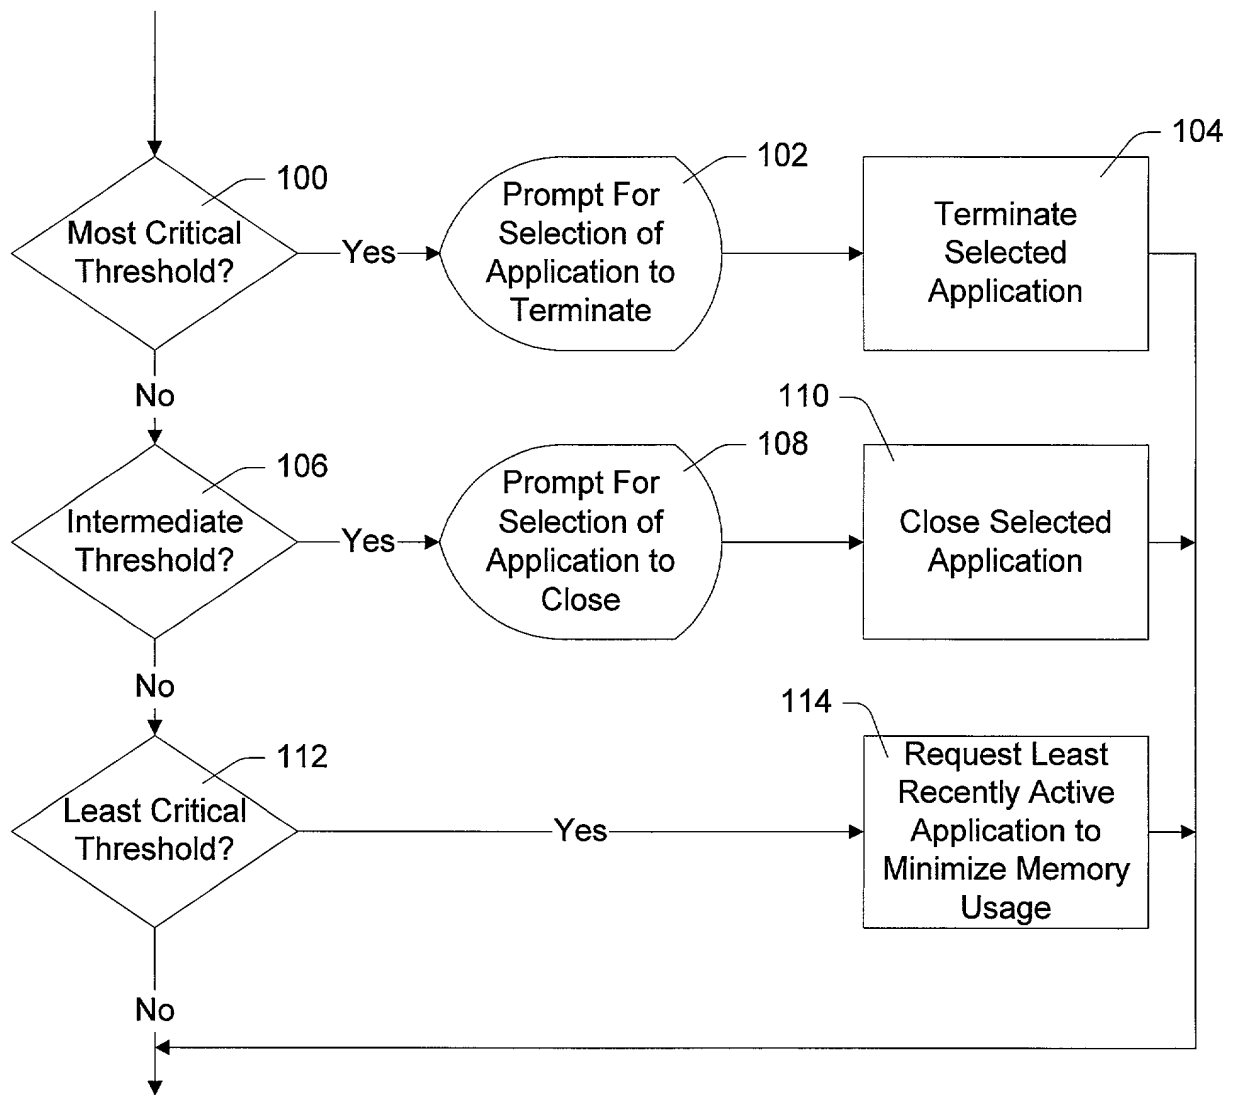 100
Most Critical
Threshold?
Yes
Prompt For
Selection of
Application to
Terminate
102
Terminate
Selected
Application
104
No
106
Intermediate
Threshold?
Yes
Prompt For
Selection of
Application to
Close
108
110
Close Selected
Application
No
112
Least Critical
Threshold?
Yes
114
Request Least
Recently Active
Application to
Minimize Memory
Usage
No